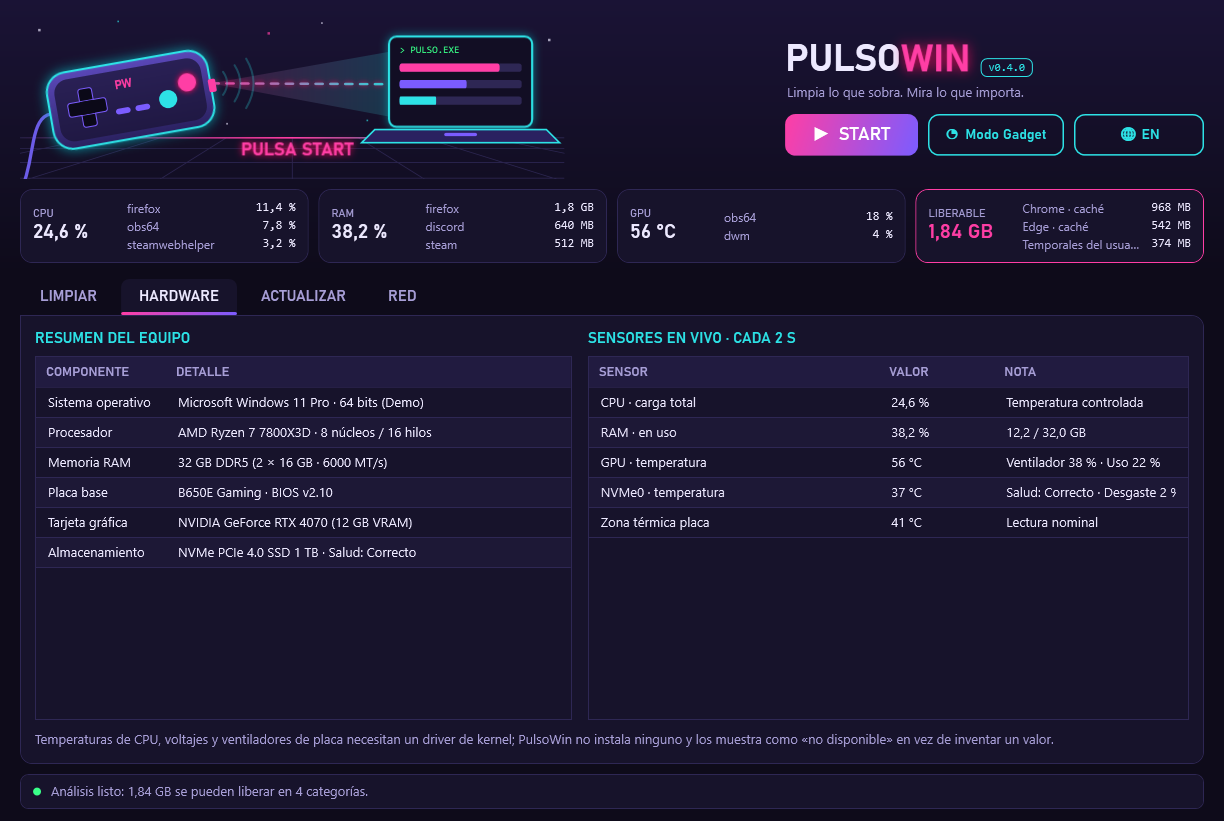 PW
> PULSO.EXE
PULSA START
PULSOWIN v0.4.0
Limpia lo que sobra. Mira lo que importa.
START
Modo Gadget
EN
CPU
24,6 %
firefox 11,4 %
obs64 7,8 %
steamwebhelper 3,2 %
RAM
38,2 %
firefox 1,8 GB
discord 640 MB
steam 512 MB
GPU
56 °C
obs64 18 %
dwm 4 %
LIBERABLE
1,84 GB
Chrome · caché 968 MB
Edge · caché 542 MB
Temporales del usua... 374 MB
LIMPIAR HARDWARE ACTUALIZAR RED
RESUMEN DEL EQUIPO
COMPONENTE DETALLE
Sistema operativo Microsoft Windows 11 Pro · 64 bits (Demo)
Procesador AMD Ryzen 7 7800X3D · 8 núcleos / 16 hilos
Memoria RAM 32 GB DDR5 (2 × 16 GB · 6000 MT/s)
Placa base B650E Gaming · BIOS v2.10
Tarjeta gráfica NVIDIA GeForce RTX 4070 (12 GB VRAM)
Almacenamiento NVMe PCIe 4.0 SSD 1 TB · Salud: Correcto
SENSORES EN VIVO · CADA 2 S
SENSOR VALOR NOTA
CPU · carga total 24,6 % Temperatura controlada
RAM · en uso 38,2 % 12,2 / 32,0 GB
GPU · temperatura 56 °C Ventilador 38 % · Uso 22 %
NVMe0 · temperatura 37 °C Salud: Correcto · Desgaste 2 %
Zona térmica placa 41 °C Lectura nominal
Temperaturas de CPU, voltajes y ventiladores de placa necesitan un driver de kernel; PulsoWin no instala ninguno y los muestra como «no disponible» en vez de inventar un valor.
Análisis listo: 1,84 GB se pueden liberar en 4 categorías.